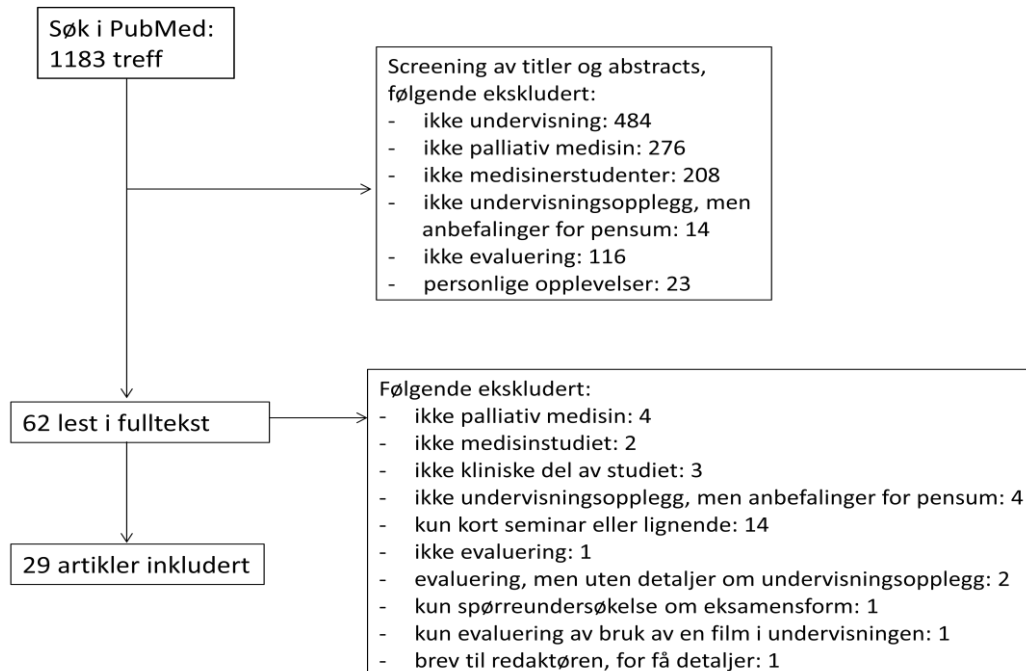 Søk i PubMed:
1183 treff
Screening av titler og abstracts,
følgende ekskludert:
- ikke undervisning: 484
- ikke palliativ medisin: 276
- ikke medisinerstudenter: 208
- ikke undervisningsopplegg, men
anbefalinger for pensum: 14
- ikke evaluering: 116
- personlige opplevelser: 23
62 lest i fulltekst
Følgende ekskludert:
- ikke palliativ medisin: 4
- ikke medisinstudiet: 2
- ikke kliniske del av studiet: 3
- ikke undervisningsopplegg, men anbefalinger for pensum: 4
- kun kort seminar eller lignende: 14
- ikke evaluering: 1
- evaluering, men uten detaljer om undervisningsopplegg: 2
- kun spørreundersøkelse om eksamensform: 1
- kun evaluering av bruk av en film i undervisningen: 1
- brev til redaktøren, for få detaljer: 1
29 artikler inkludert